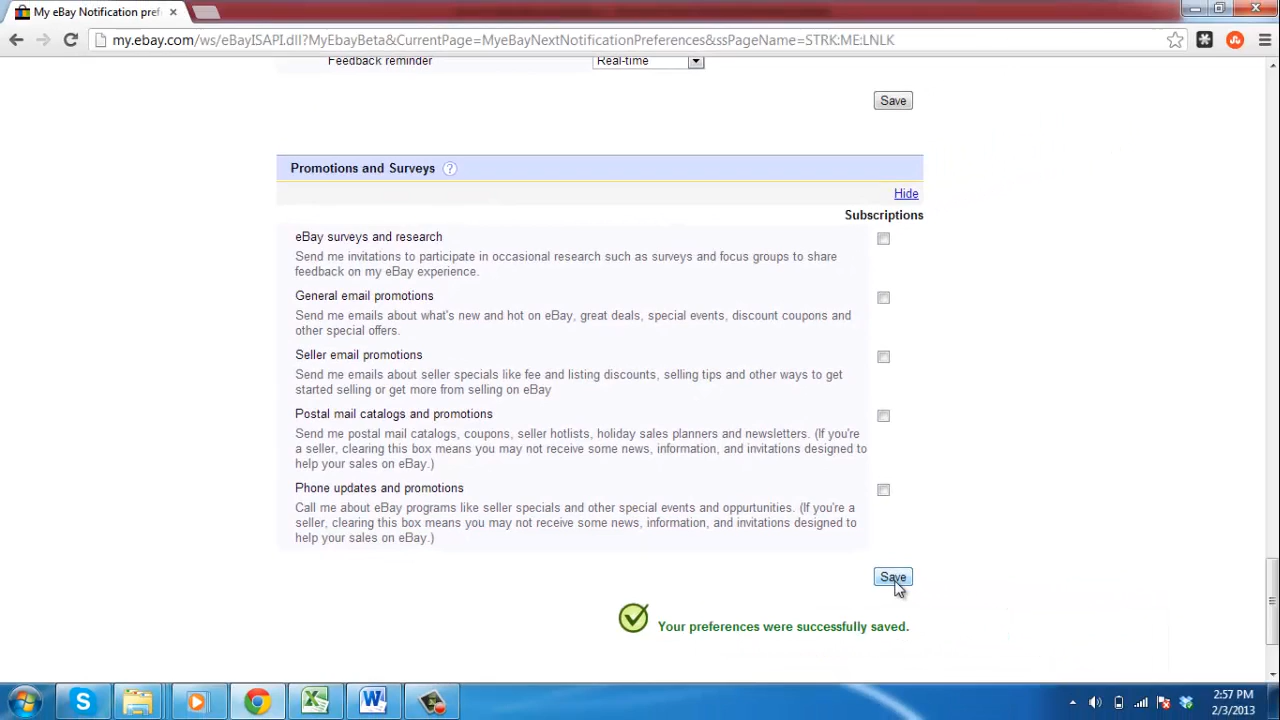 My eBay Notification pref
my.ebay.com/ws/eBayISAPI.dll?MyEbayBeta&CurrentPage=MyeBayNextNotificationPreferences&ssPageName=STRK:ME:LNLK
Feedback reminder Real-time
Save
Promotions and Surveys ?
Hide
Subscriptions
eBay surveys and research
Send me invitations to participate in occasional research such as surveys and focus groups to share
feedback on my eBay experience.
General email promotions
Send me emails about what's new and hot on eBay, great deals, special events, discount coupons and
other special offers.
Seller email promotions
Send me emails about seller specials like fee and listing discounts, selling tips and other ways to get
started selling or get more from selling on eBay
Postal mail catalogs and promotions
Send me postal mail catalogs, coupons, seller hotlists, holiday sales planners and newsletters. (If you're
a seller, clearing this box means you may not receive some news, information, and invitations designed to
help your sales on eBay.)
Phone updates and promotions
Call me about eBay programs like seller specials and other special events and oppurtunities. (If you're a
seller, clearing this box means you may not receive some news, information, and invitations designed to
help your sales on eBay.)
Save
Your preferences were successfully saved.
2:57 PM
2/3/2013